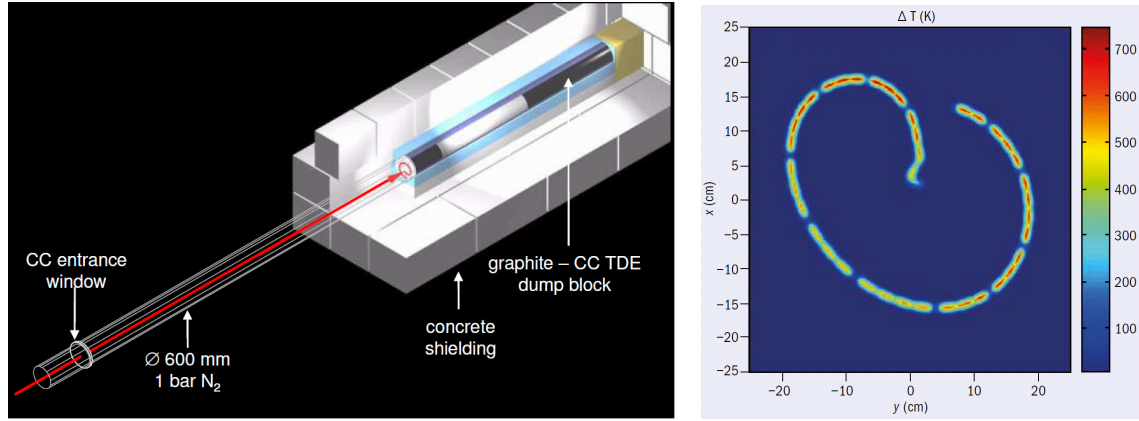 CC entrance
window
Ø 600 mm
1 bar N2
concrete
shielding
graphite – CC TDE
dump block
Δ T (K)
25
20
15
10
5
0
−5
−10
−15
−20
−25
x (cm)
−20
−10
0
10
20
y (cm)
700
600
500
400
300
200
100